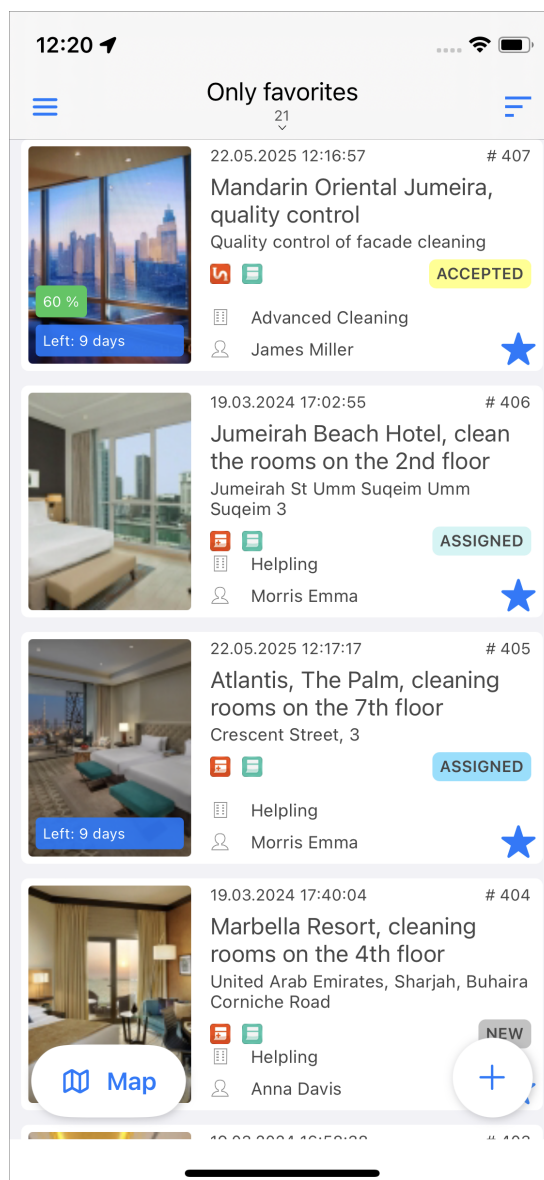 12:20
Only favorites
21
22.05.2025 12:16:57 # 407
Mandarin Oriental Jumeira,
quality control
Quality control of facade cleaning
ACCEPTED
60 %
Left: 9 days
Advanced Cleaning
James Miller
19.03.2024 17:02:55 # 406
Jumeirah Beach Hotel, clean
the rooms on the 2nd floor
Jumeirah St Umm Suqeim Umm
Suqeim 3
ASSIGNED
Helpling
Morris Emma
22.05.2025 12:17:17 # 405
Atlantis, The Palm, cleaning
rooms on the 7th floor
Crescent Street, 3
ASSIGNED
Left: 9 days
Helpling
Morris Emma
19.03.2024 17:40:04 # 404
Marbella Resort, cleaning
rooms on the 4th floor
United Arab Emirates, Sharjah, Buhaira
Corniche Road
NEW
Helpling
Anna Davis
Map